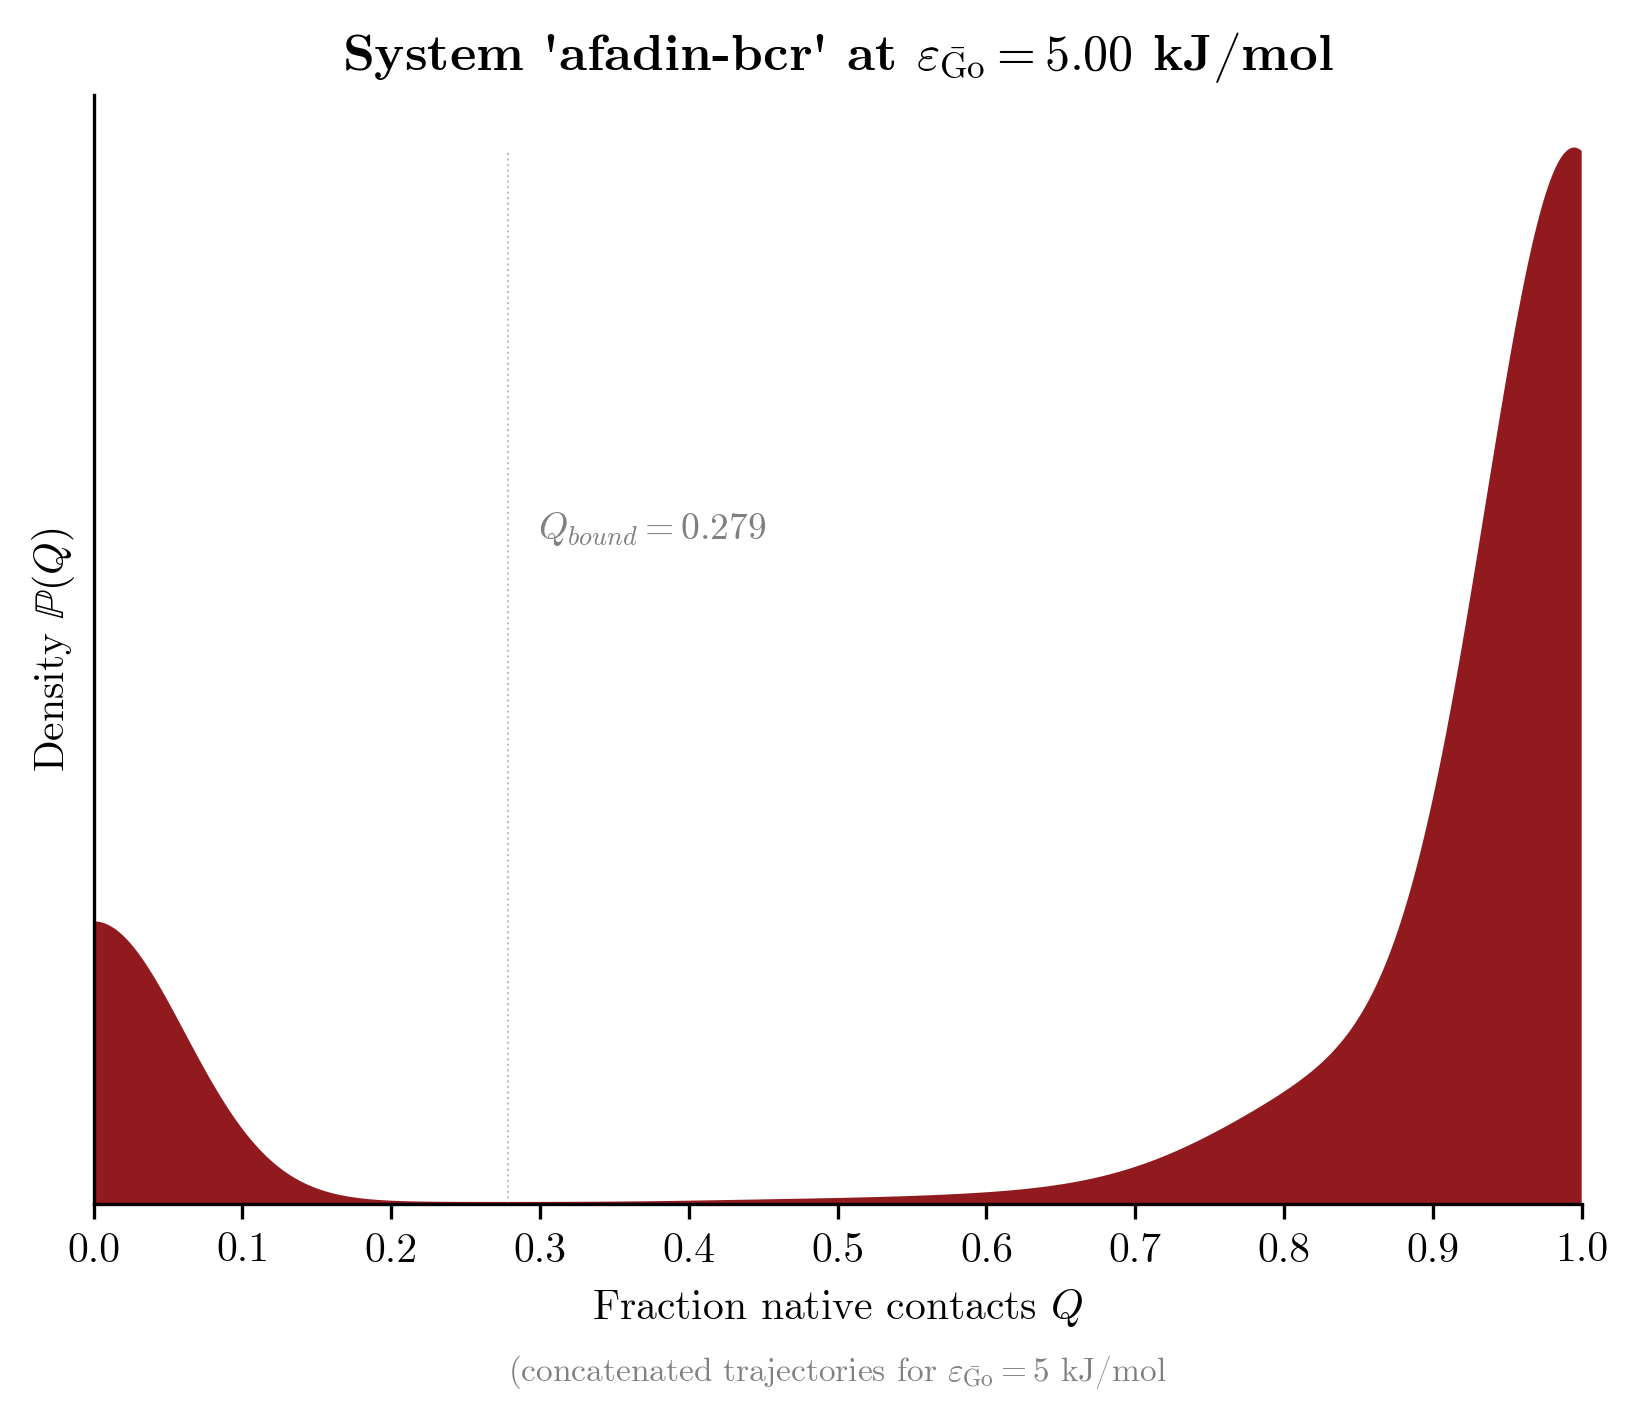 System 'afadin-bcr' at ε_Ḡo = 5.00 kJ/mol
Q_bound = 0.279
Density ℙ(Q)
0.0 0.1 0.2 0.3 0.4 0.5 0.6 0.7 0.8 0.9 1.0
Fraction native contacts Q
(concatenated trajectories for ε_Ḡo = 5 kJ/mol